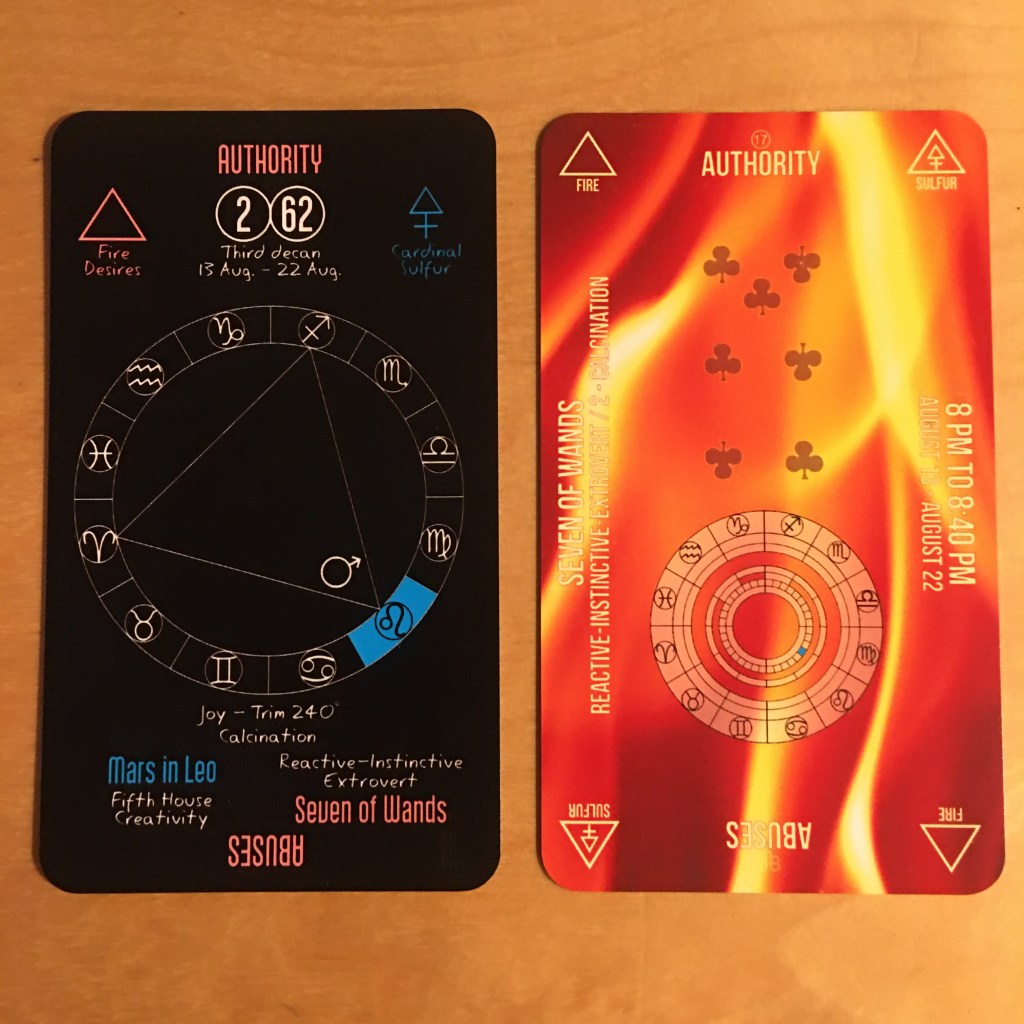 AUTHORITY
2 62
Third decan
13 Aug. - 22 Aug.
Fire
Desires
Cardinal
Sulfur
Joy - Trim 240°
Calcination
Mars in Leo
Fifth House
Creativity
Reactive-Instinctive
Extrovert
Seven of Wands
ABUSES
17
AUTHORITY
FIRE
SULFUR
SEVEN OF WANDS
REACTIVE-INSTINCTIVE-EXTROVERT / 2 - CALCINATION
8 PM TO 8:40 PM
AUGUST 13 - AUGUST 22
SULFUR
FIRE
ABUSES